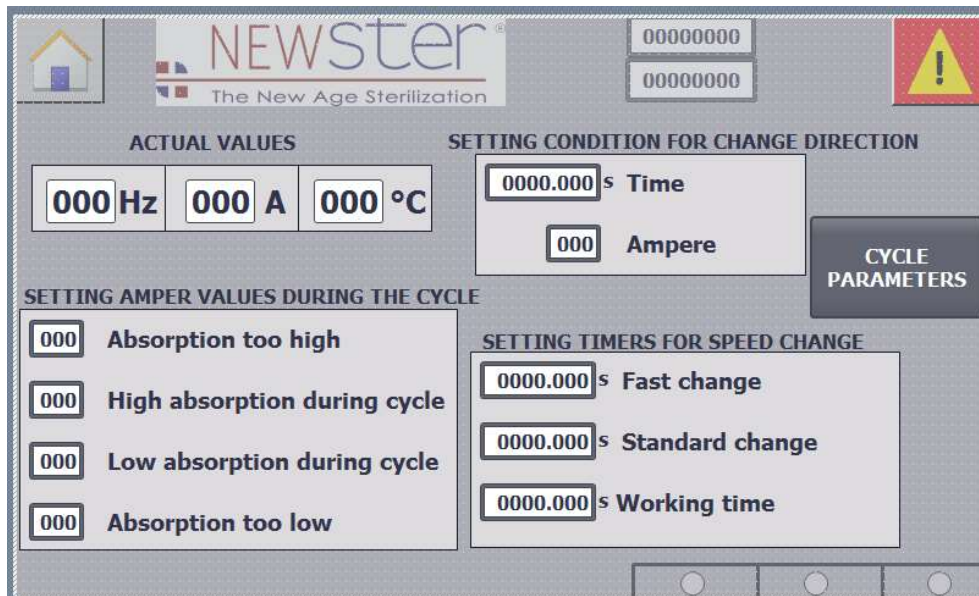 NEWSter®
The New Age Sterilization
00000000
00000000
ACTUAL VALUES
000 Hz 000 A 000 °C
SETTING CONDITION FOR CHANGE DIRECTION
0000.000 s Time
000 Ampere
CYCLE
PARAMETERS
SETTING AMPER VALUES DURING THE CYCLE
000 Absorption too high
000 High absorption during cycle
000 Low absorption during cycle
000 Absorption too low
SETTING TIMERS FOR SPEED CHANGE
0000.000 s Fast change
0000.000 s Standard change
0000.000 s Working time